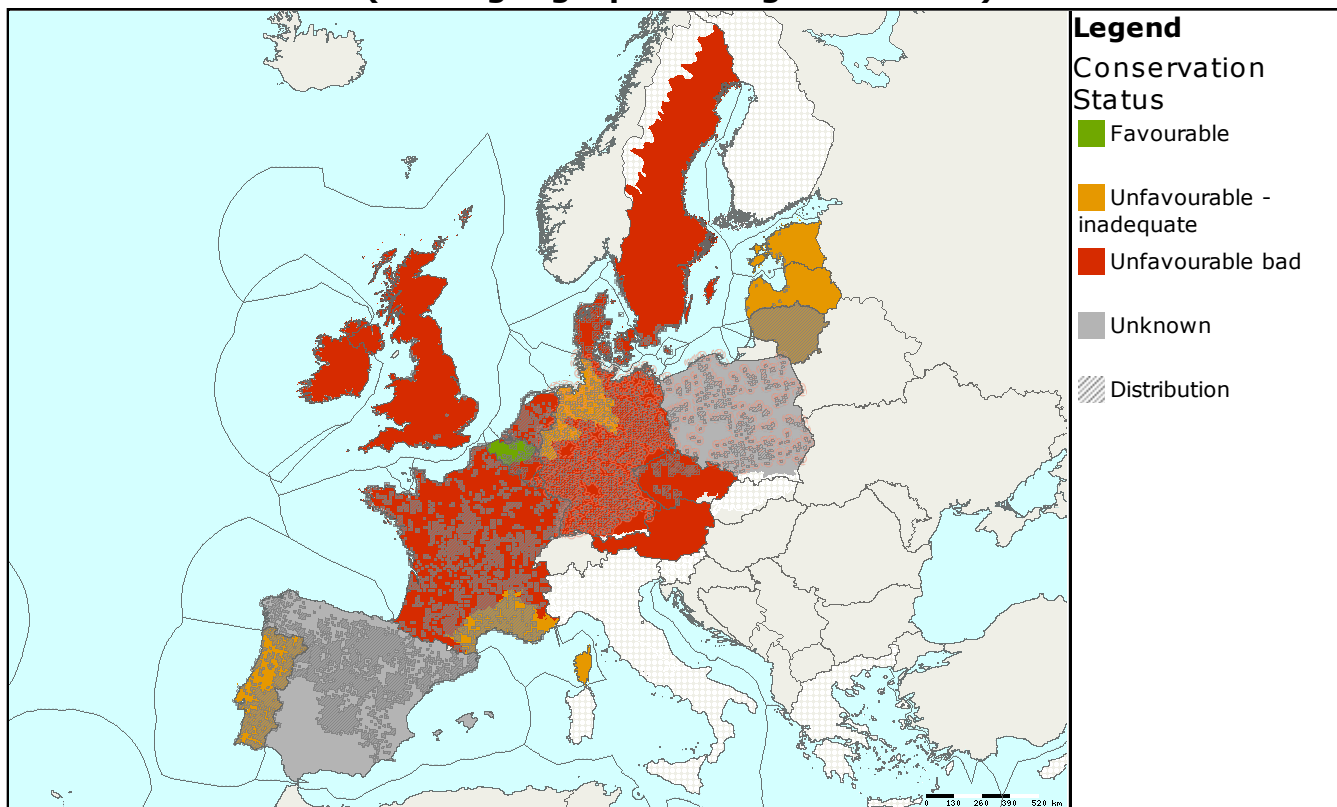 Legend
Conservation
Status
Favourable
Unfavourable -
inadequate
Unfavourable bad
Unknown
Distribution
0 130 260 390 520 km